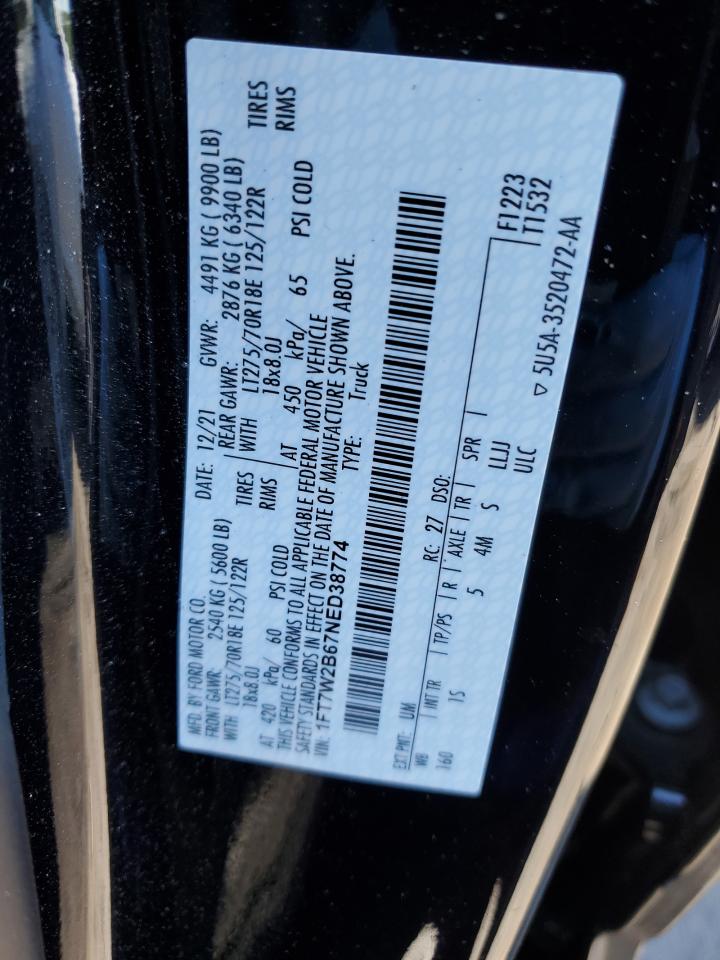 MFD. BY FORD MOTOR CO.
DATE: 12/21 GVWR: 4491 KG ( 9900 LB)
FRONT GAWR: 2540 KG ( 5600 LB) REAR GAWR: 2876 KG ( 6340 LB)
WITH LT275/70R18E 125/122R TIRES WITH LT275/70R18E 125/122R TIRES
18x8.0J RIMS 18x8.0J RIMS
AT 420 kPa/ 60 PSI COLD AT 450 kPa/ 65 PSI COLD
THIS VEHICLE CONFORMS TO ALL APPLICABLE FEDERAL MOTOR VEHICLE
SAFETY STANDARDS IN EFFECT ON THE DATE OF MANUFACTURE SHOWN ABOVE.
VIN: 1FT7W2B67NED38774 TYPE: Truck
F1223
T1532
EXT PNT: UM RC: 27 DSO:
WB INT TR TP/PS R AXLE TR SPR
160 1S 5 4M S LLJJ
ULC
▽ 5U5A-3520472-AA